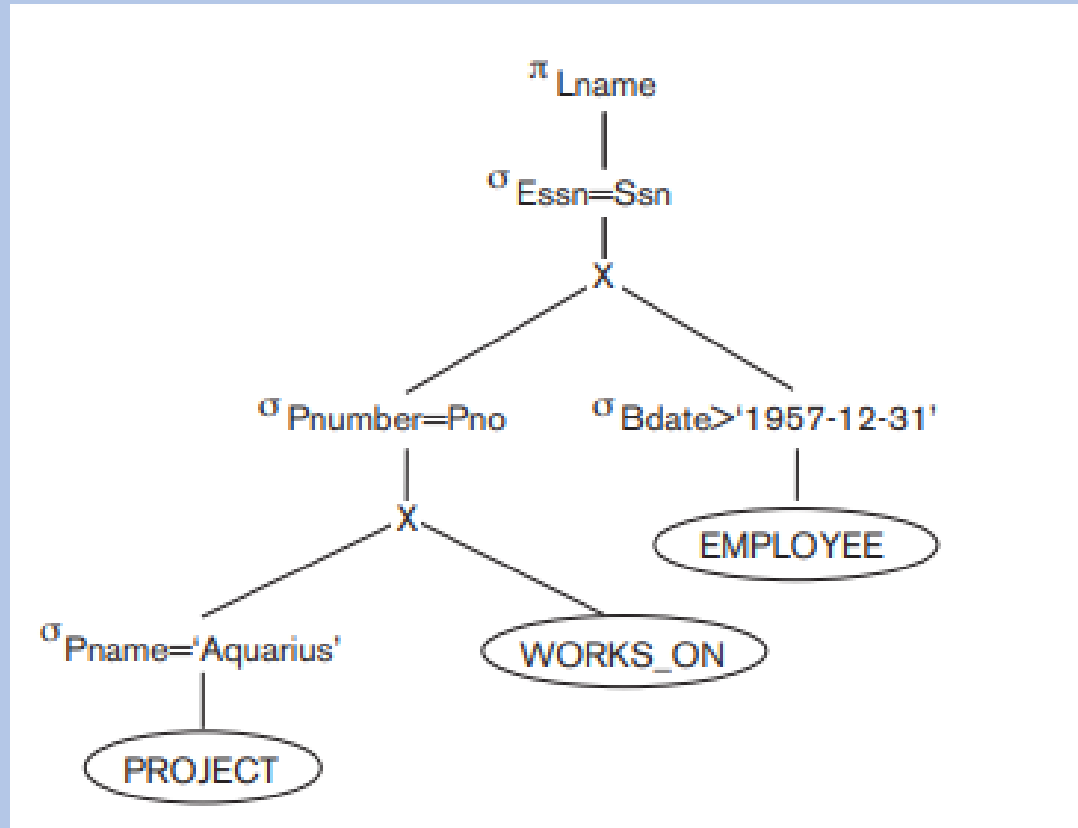 π Lname
σ Essn=Ssn
X
σ Pnumber=Pno
σ Bdate>‘1957-12-31’
X
EMPLOYEE
σ Pname=‘Aquarius’
WORKS_ON
PROJECT